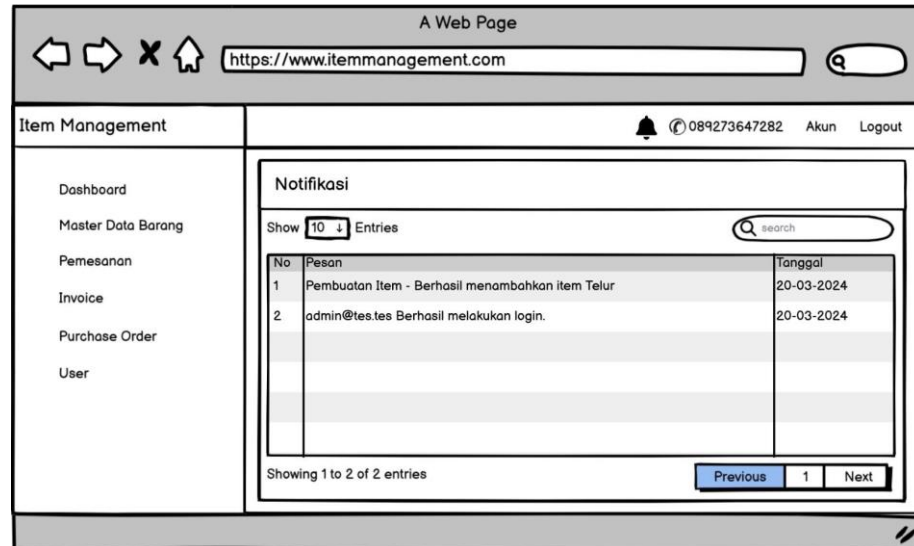 A Web Page
https://www.itemmanagement.com
Item Management
089273647282 Akun Logout
Dashboard
Master Data Barang
Pemesanan
Invoice
Purchase Order
User
Notifikasi
Show 10 Entries
search
No Pesan Tanggal
1 Pembuatan Item - Berhasil menambahkan item Telur 20-03-2024
2 admin@tes.tes Berhasil melakukan login. 20-03-2024
Showing 1 to 2 of 2 entries
Previous 1 Next